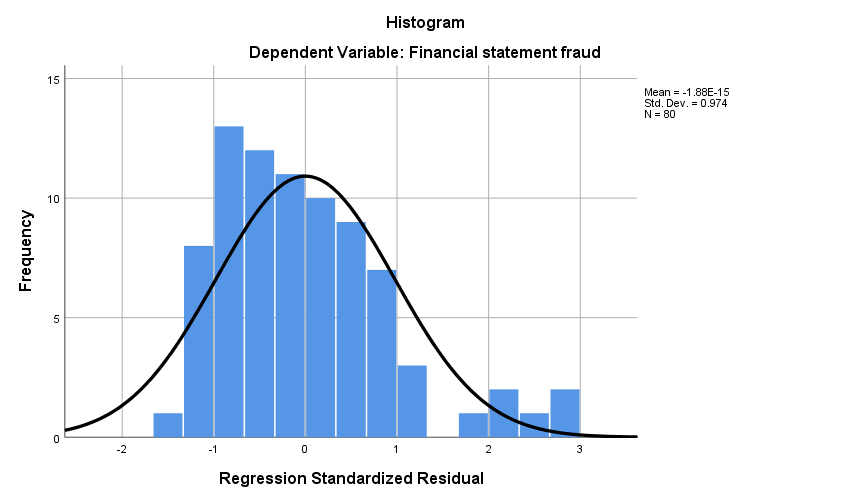 Histogram
Dependent Variable: Financial statement fraud
Mean = -1.88E-15
Std. Dev. = 0.974
N = 80
15
10
5
0
Frequency
-2
-1
0
1
2
3
Regression Standardized Residual